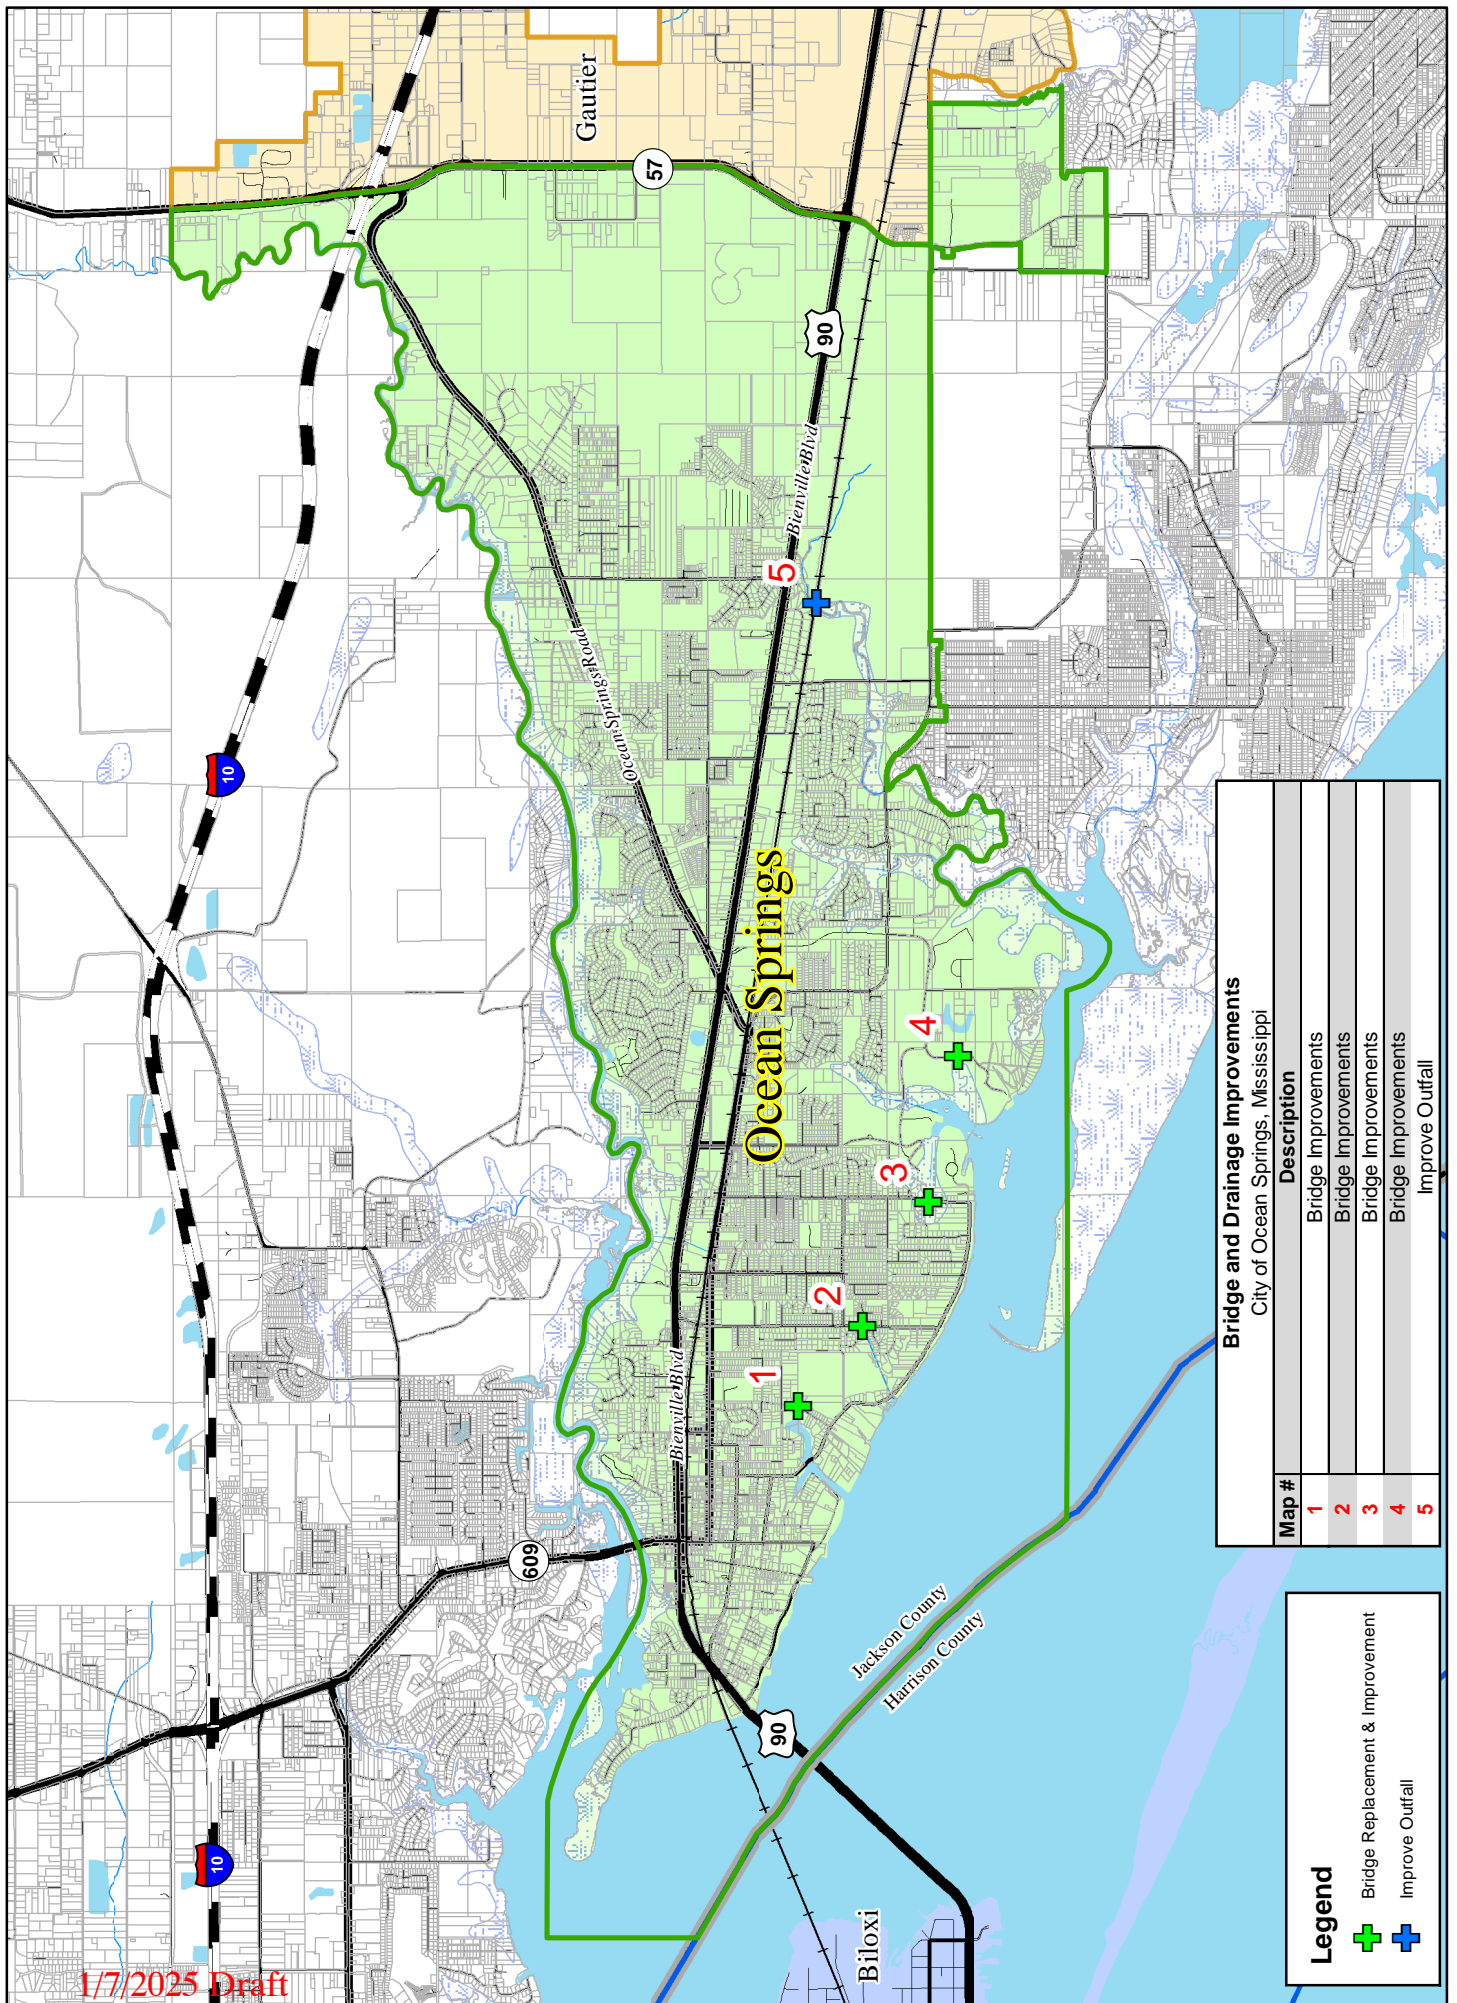 1/7/2025 Draft
10
10
609
57
Gautier
Ocean Springs Road
Bienville Blvd
Bienville Blvd
90
90
Ocean Springs
1
2
3
4
5
Jackson County
Harrison County
Biloxi
Legend
Bridge Replacement & Improvement
Improve Outfall
Bridge and Drainage Improvements
City of Ocean Springs, Mississippi
Map # Description
1 Bridge Improvements
2 Bridge Improvements
3 Bridge Improvements
4 Bridge Improvements
5 Improve Outfall